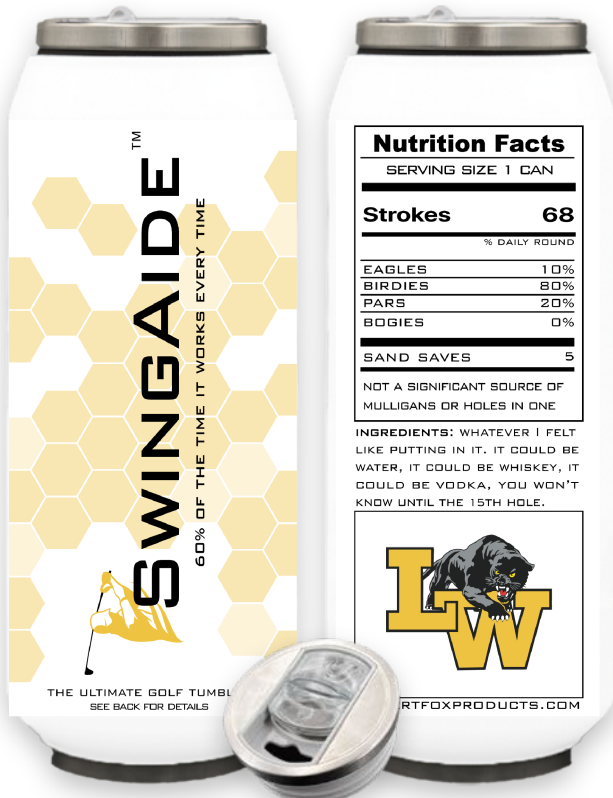 SWINGAIDE™
60% OF THE TIME IT WORKS EVERY TIME
THE ULTIMATE GOLF
SEE BACK FOR DETAILS
Nutrition Facts
SERVING SIZE 1 CAN
Strokes 68
% DAILY ROUND
EAGLES 10%
BIRDIES 80%
PARS 20%
BOGIES 0%
SAND SAVES 5
NOT A SIGNIFICANT SOURCE OF
MULLIGANS OR HOLES IN ONE
INGREDIENTS: WHATEVER I FELT
LIKE PUTTING IN IT. IT COULD BE
WATER, IT COULD BE WHISKEY, IT
COULD BE VODKA, YOU WON'T
KNOW UNTIL THE 15TH HOLE.
LW
RTFOXPRODUCTS.COM